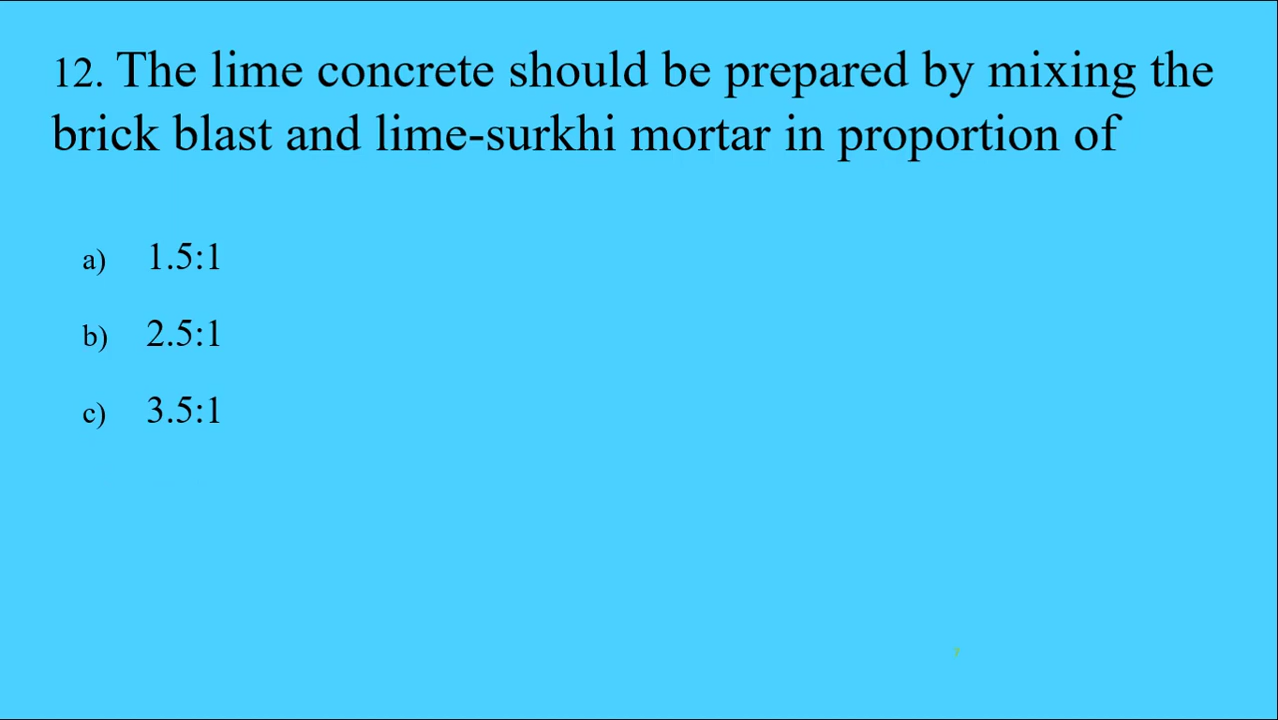 12. The lime concrete should be prepared by mixing the
brick blast and lime-surkhi mortar in proportion of
a) 1.5:1
b) 2.5:1
c) 3.5:1